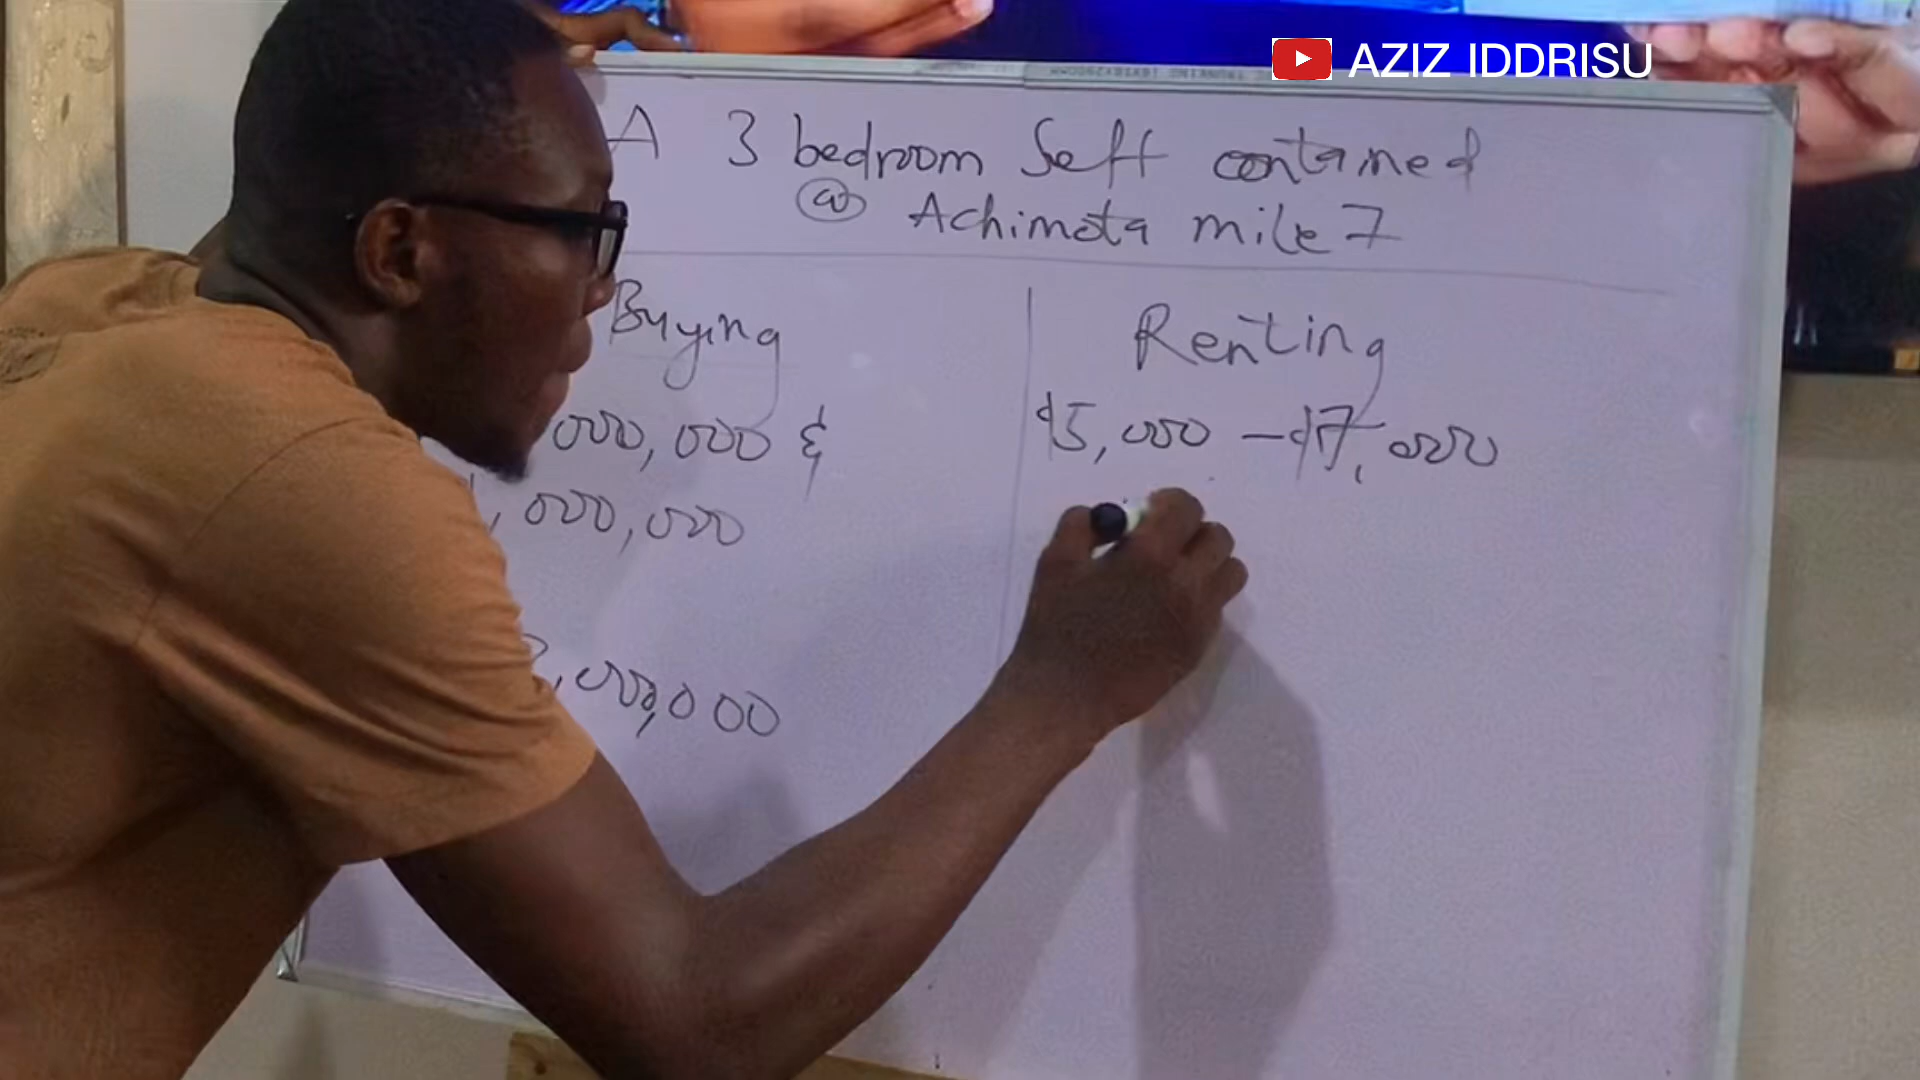 AZIZ IDDRISU
A 3 bedroom Self contained
@ Achimota mile 7
Buying
Renting
000,000 &
₵5,000 - ₵7,000
,000,000
,000,000